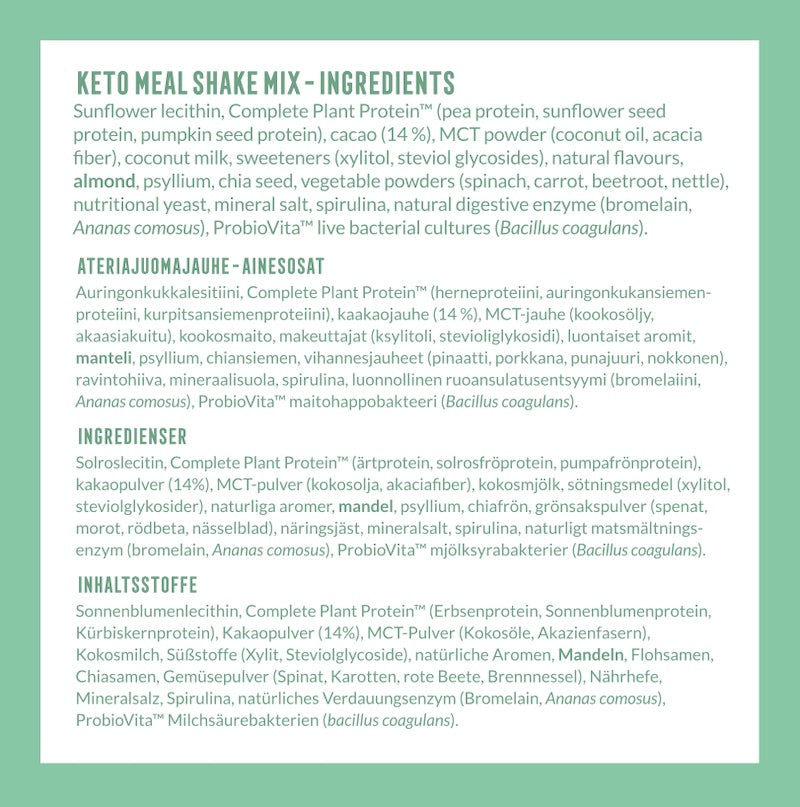 KETO MEAL SHAKE MIX – INGREDIENTS
Sunflower lecithin, Complete Plant Protein™ (pea protein, sunflower seed
protein, pumpkin seed protein), cacao (14 %), MCT powder (coconut oil, acacia
fiber), coconut milk, sweeteners (xylitol, steviol glycosides), natural flavours,
almond, psyllium, chia seed, vegetable powders (spinach, carrot, beetroot, nettle),
nutritional yeast, mineral salt, spirulina, natural digestive enzyme (bromelain,
Ananas comosus), ProbioVita™ live bacterial cultures (Bacillus coagulans).
ATERIAJUOMAJAUHE – AINESOSAT
Auringonkukkalesitiini, Complete Plant Protein™ (herneproteiini, auringonkukansiemen-
proteiini, kurpitsansiemenproteiini), kaakaojauhe (14 %), MCT-jauhe (kookosöljy,
akaasiakuitu), kookosmaito, makeuttajat (ksylitoli, stevioliglykosidi), luontaiset aromit,
manteli, psyllium, chiansiemen, vihannesjauheet (pinaatti, porkkana, punajuuri, nokkonen),
ravintohiiva, mineraalisuola, spirulina, luonnollinen ruoansulatusentsyymi (bromelaiini,
Ananas comosus), ProbioVita™ maitohappobakteeri (Bacillus coagulans).
INGREDIENSER
Solroslecitin, Complete Plant Protein™ (ärtprotein, solrosfröprotein, pumpafrönprotein),
kakaopulver (14%), MCT-pulver (kokosolja, akaciafiber), kokosmjölk, sötningsmedel (xylitol,
steviolglykosider), naturliga aromer, mandel, psyllium, chiafrön, grönsakspulver (spenat,
morot, rödbeta, nässelblad), näringsjäst, mineralsalt, spirulina, naturligt matsmältnings-
enzym (bromelain, Ananas comosus), ProbioVita™ mjölksyrabakterier (Bacillus coagulans).
INHALTSSTOFFE
Sonnenblumenlecithin, Complete Plant Protein™ (Erbsenprotein, Sonnenblumenprotein,
Kürbiskernprotein), Kakaopulver (14%), MCT-Pulver (Kokosöle, Akazienfasern),
Kokosmilch, Süßstoffe (Xylit, Steviolglycoside), natürliche Aromen, Mandeln, Flohsamen,
Chiasamen, Gemüsepulver (Spinat, Karotten, rote Beete, Brennnessel), Nährhefe,
Mineralsalz, Spirulina, natürliches Verdauungsenzym (Bromelain, Ananas comosus),
ProbioVita™ Milchsäurebakterien (bacillus coagulans).